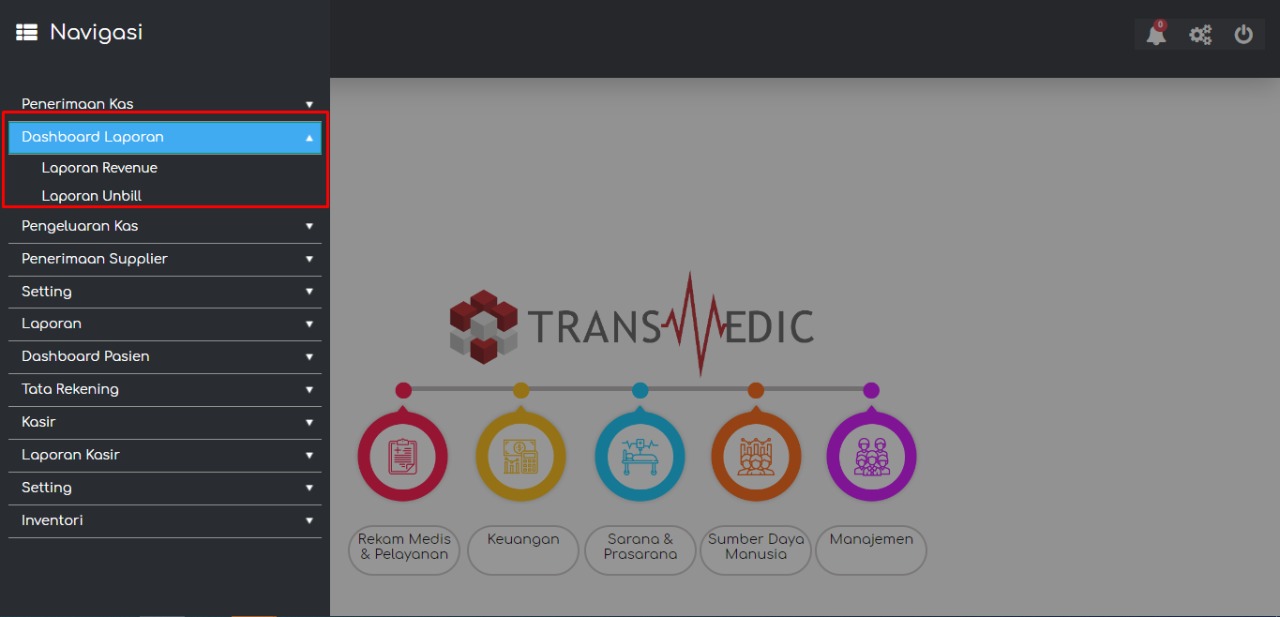 Navigasi
0
Penerimaan Kas
Dashboard Laporan
Laporan Revenue
Laporan Unbill
Pengeluaran Kas
Penerimaan Supplier
Setting
Laporan
Dashboard Pasien
Tata Rekening
Kasir
Laporan Kasir
Setting
Inventori
TRANSMEDIC
Rekam Medis
& Pelayanan
Keuangan
Sarana &
Prasarana
Sumber Daya
Manusia
Manajemen